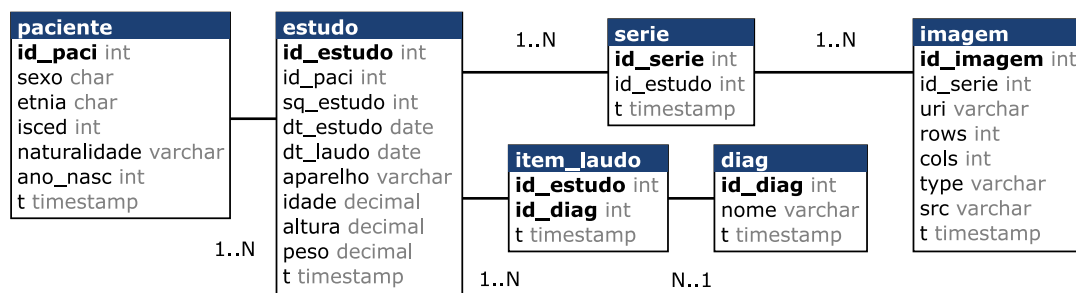 paciente
id_paci int
sexo char
etnia char
isced int
naturalidade varchar
ano_nasc int
t timestamp
1..N
estudo
id_estudo int
id_paci int
sq_estudo int
dt_estudo date
dt_laudo date
aparelho varchar
idade decimal
altura decimal
peso decimal
t timestamp
1..N
serie
id_serie int
id_estudo int
t timestamp
1..N
imagem
id_imagem int
id_serie int
uri varchar
rows int
cols int
type varchar
src varchar
t timestamp
item_laudo
id_estudo int
id_diag int
t timestamp
1..N
diag
id_diag int
nome varchar
t timestamp
N..1